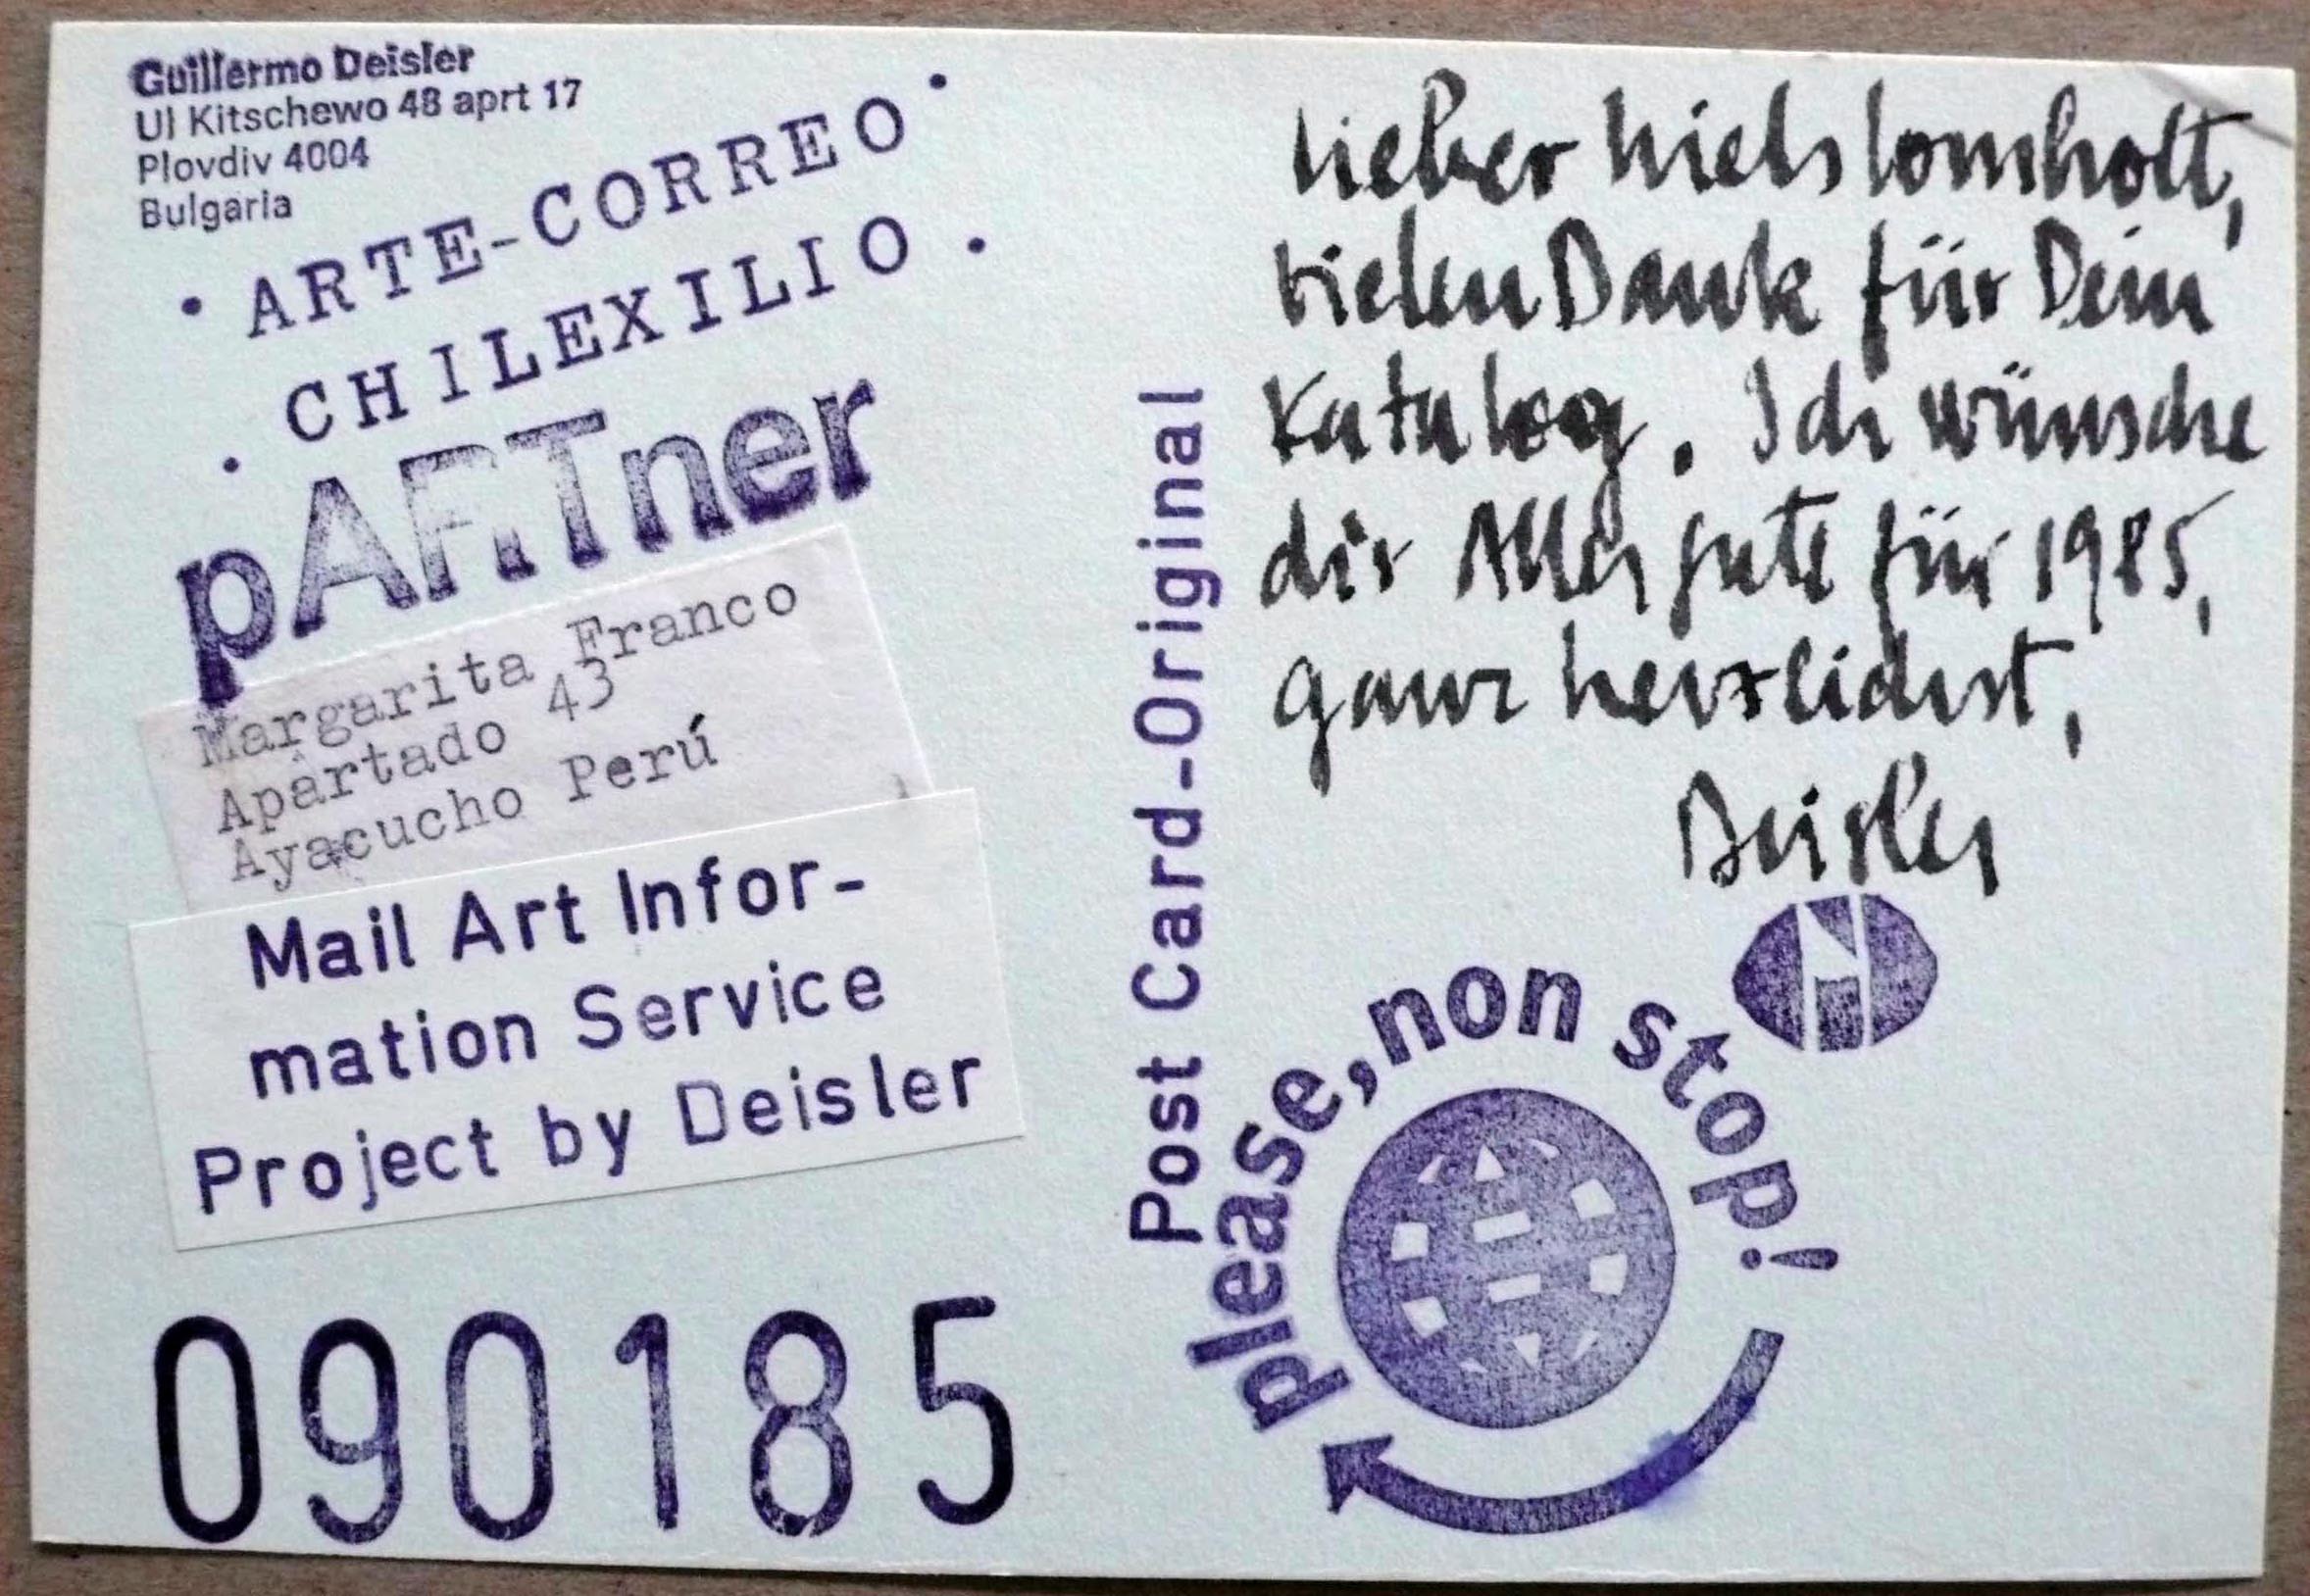 Guillermo Deisler
Ul Kitschewo 48 aprt 17
Plovdiv 4004
Bulgaria
• ARTE-CORREO •
• CHILEXILIO •
pARTner
Margarita Franco
Apartado 43
Ayacucho Perú
Mail Art Infor-
mation Service
Project by Deisler
090185
Post Card-Original
Lieber Niels Lomholt,
vielen Dank für Dein
Katalog. Ich wünsche
dir Alles gute für 1985,
ganz herzlichst,
Deisler
please, non stop!